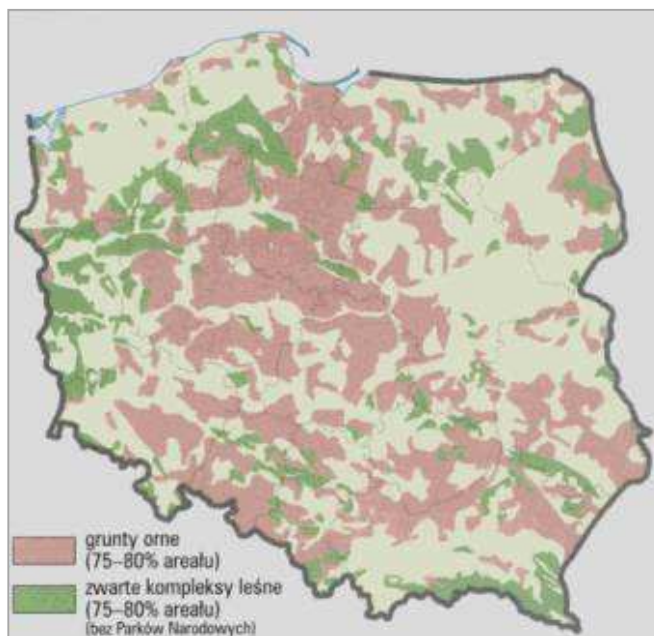 grunty orne
(75–80% areału)
zwarte kompleksy leśne
(75–80% areału)
(bez Parków Narodowych)